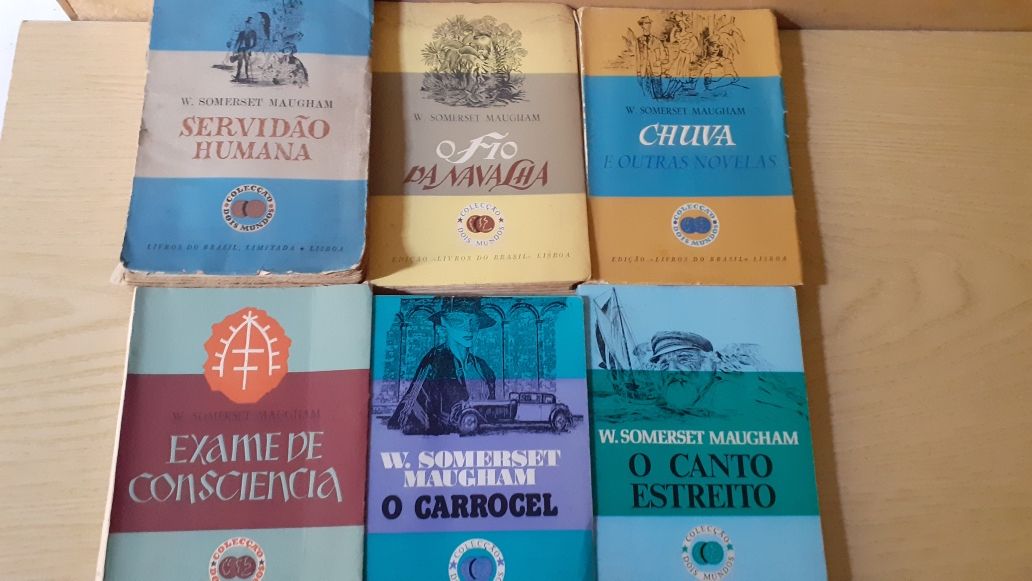 W. SOMERSET MAUGHAM
SERVIDÃO
HUMANA
COLECÇÃO
DOIS MUNDOS
LIVROS DO BRASIL, LIMITADA • LISBOA
W. SOMERSET MAUGHAM
O FIO
DA NAVALHA
COLECÇÃO
DOIS MUNDOS
EDIÇÃO «LIVROS DO BRASIL» LISBOA
W. SOMERSET MAUGHAM
CHUVA
E OUTRAS NOVELAS
COLECÇÃO
DOIS MUNDOS
EDIÇÃO «LIVROS DO BRASIL» LISBOA
W. SOMERSET MAUGHAM
EXAME DE
CONSCIENCIA
COLECÇÃO
W. SOMERSET
MAUGHAM
O CARROCEL
COLECÇÃO
W. SOMERSET MAUGHAM
O CANTO
ESTREITO
COLECÇÃO
DOIS MUNDOS